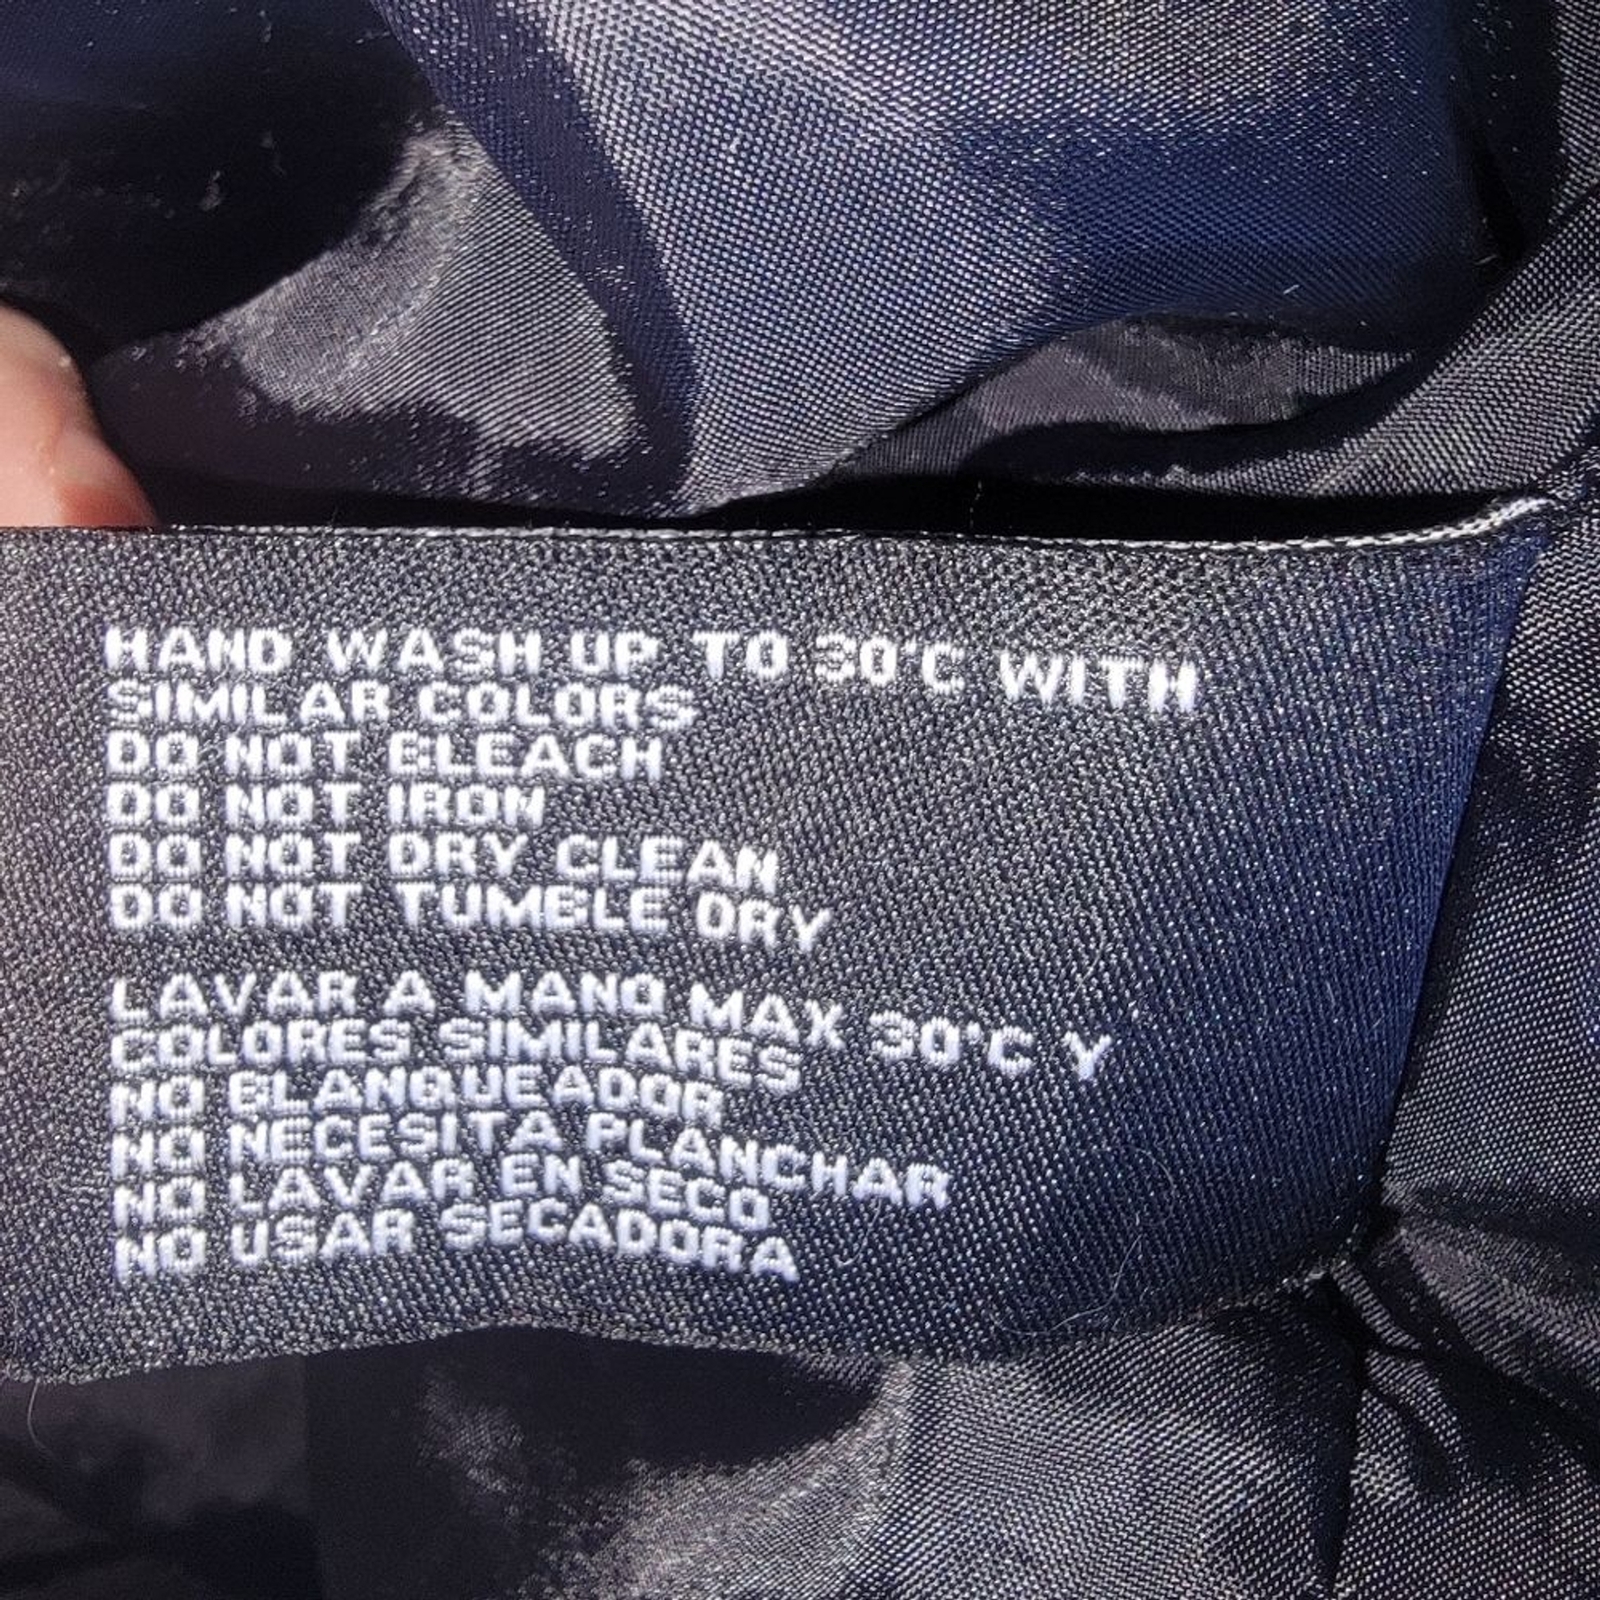 HAND WASH UP TO 30°C WITH
SIMILAR COLORS
DO NOT BLEACH
DO NOT IRON
DO NOT DRY CLEAN
DO NOT TUMBLE DRY
LAVAR A MANO MAX 30°C Y
COLORES SIMILARES
NO BLANQUEADOR
NO NECESITA PLANCHAR
NO LAVAR EN SECO
NO USAR SECADORA